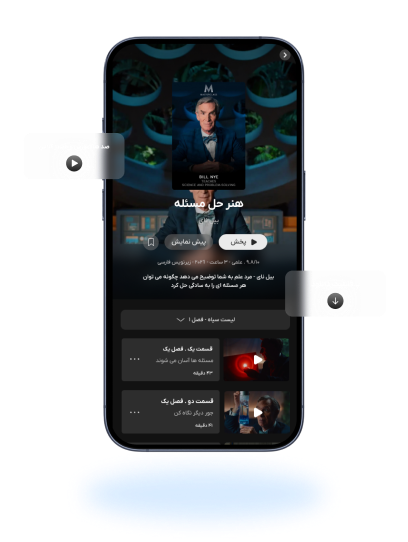 M
BILL NYE
TEACHES
SCIENCE AND PROBLEM-SOLVING
هنر حل مسئله
بیل نای
پخش
پیش نمایش
۹.۸/۱۰ . علمی . ۳ ساعت . ۲۰۲۱ . زیرنویس فارسی
بیل نای - مرد علم به شما توضیح می دهد چگونه می توان
هر مسئله ای را به سادگی حل کرد
لیست سیاه - فصل ۱
قسمت یک . فصل یک
مسئله ها آسان می شوند
۴۳ دقیقه
قسمت دو . فصل یک
جور دیگر نگاه کن
۴۱ دقیقه